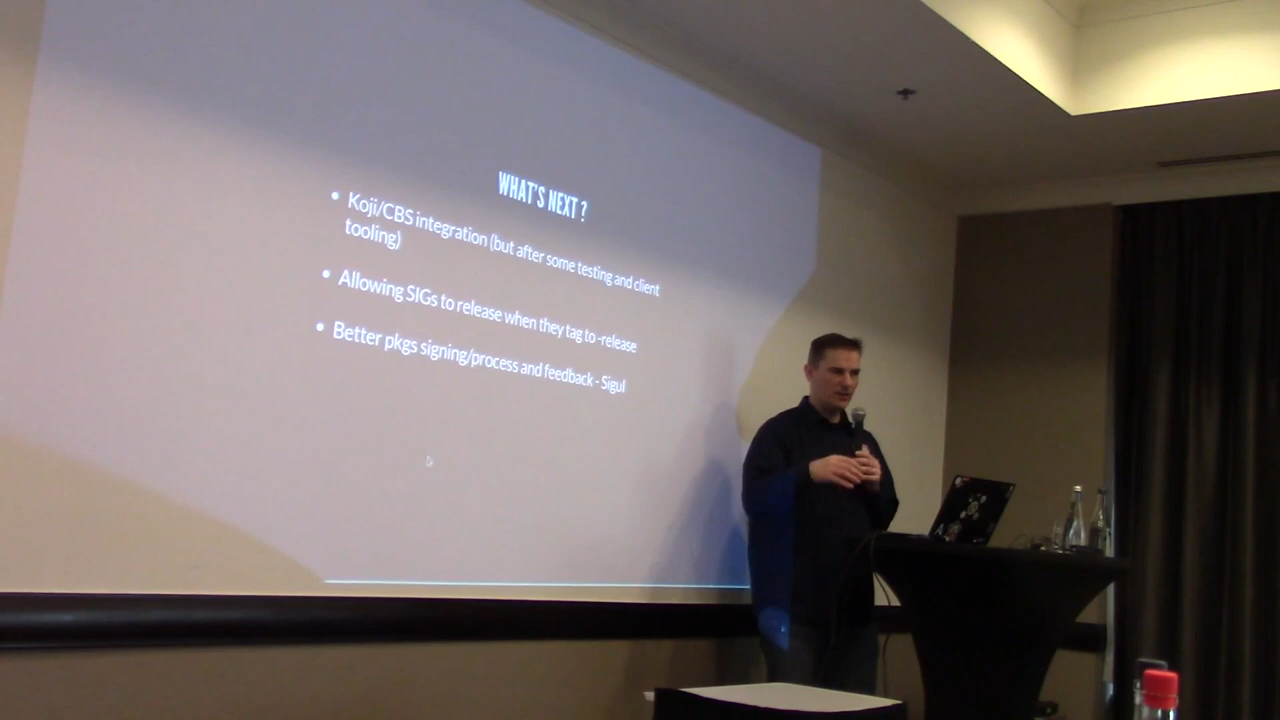 WHAT'S NEXT ?
• Koji/CBS integration (but after some testing and client
tooling)
• Allowing SIGs to release when they tag to -release
• Better pkgs signing/process and feedback - Sigul